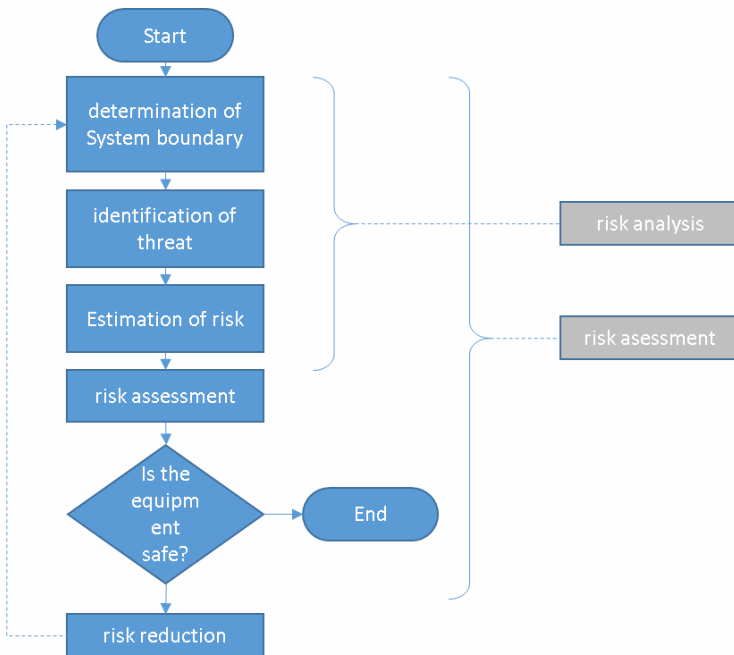 Start
determination of
System boundary
identification of
threat
Estimation of risk
risk assessment
Is the
equipm
ent
safe?
End
risk reduction
risk analysis
risk asessment